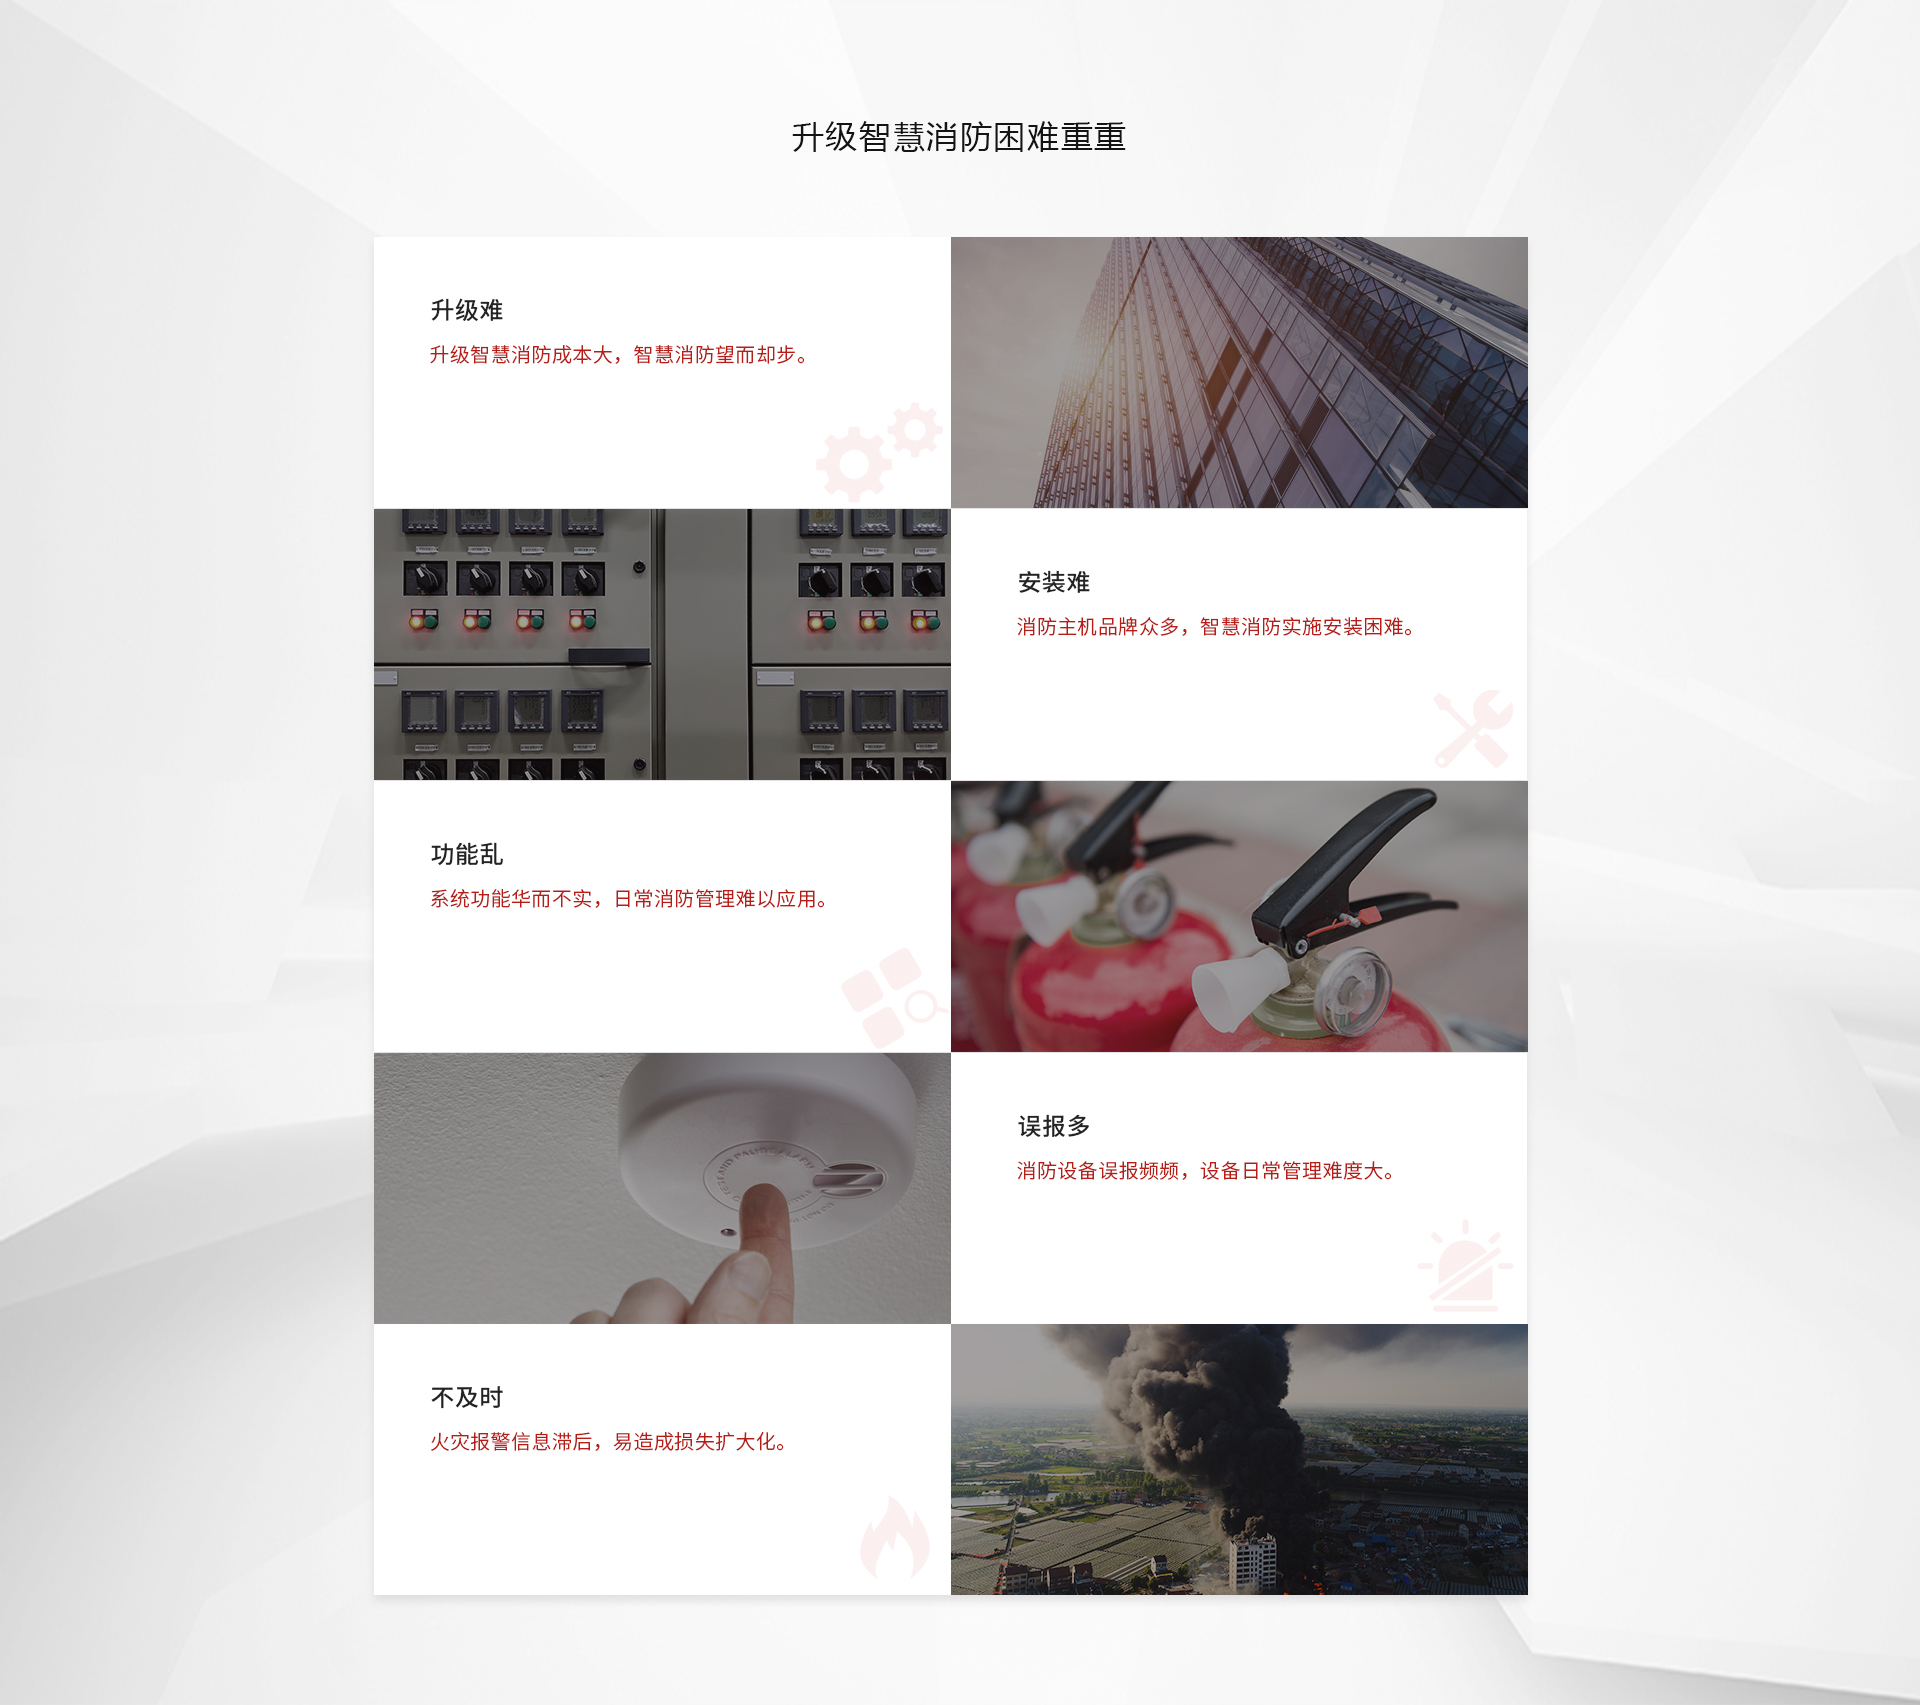 升级智慧消防困难重重
升级难
升级智慧消防成本大，智慧消防望而却步。
安装难
消防主机品牌众多，智慧消防实施安装困难。
功能乱
系统功能华而不实，日常消防管理难以应用。
误报多
消防设备误报频频，设备日常管理难度大。
不及时
火灾报警信息滞后，易造成损失扩大化。